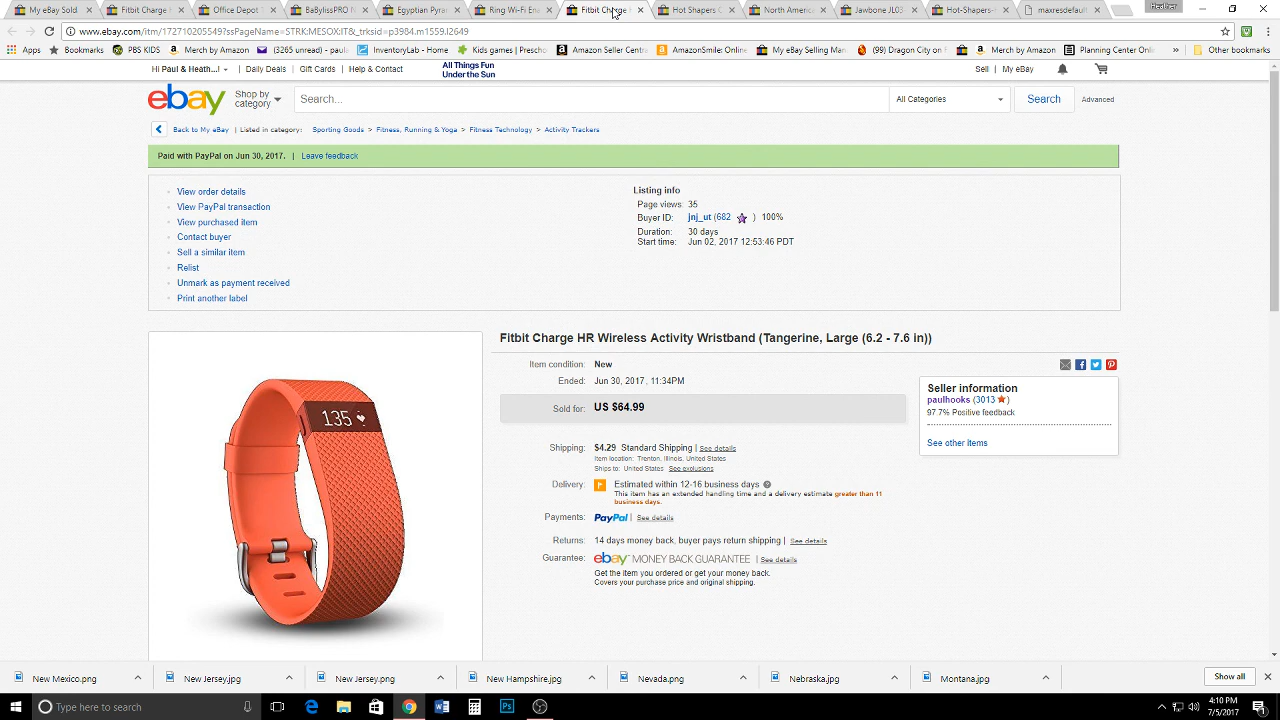 My eBay Sold
Fitbit Charge
Office Depot
BaBylissPRO N
Egyptian Pyra
Ring Wi-Fi Ena
Fitbit Charge
Hot Shapers C
North America
Jawbone JLO
Hot-Shapers-
maxresdefau
https://www.ebay.com/itm/172710205549?ssPageName=STRK:MESOX:IT&_trksid=p3984.m1559.l2649
Apps
Bookmarks
PBS KIDS
Merch by Amazon
(3265 unread) - paulo
InventoryLab - Home
Kids games | Presch
Amazon Seller Centr
AmazonSmile: Online
My eBay Selling Man
(99) Dragon City on
Merch by Amazon
Planning Center Onli
»
Other bookmarks
Hi Paul & Heath...!
Daily Deals
Gift Cards
Help & Contact
All Things Fun
Under the Sun
Sell
My eBay
ebay
Shop by
category
Search...
All Categories
Search
Advanced
Back to My eBay | Listed in category: Sporting Goods > Fitness, Running & Yoga > Fitness Technology > Activity Trackers
Paid with PayPal on Jun 30, 2017. | Leave feedback
View order details
View PayPal transaction
View purchased item
Contact buyer
Sell a similar item
Relist
Unmark as payment received
Print another label
Listing info
Page views: 35
Buyer ID: jnj_ut (682 ) 100%
Duration: 30 days
Start time: Jun 02, 2017 12:53:46 PDT
135
Fitbit Charge HR Wireless Activity Wristband (Tangerine, Large (6.2 - 7.6 in))
Item condition: New
Ended: Jun 30, 2017, 11:34PM
Sold for: US $64.99
Shipping: $4.29 Standard Shipping | See details
Item location: Trenton, Illinois, United States
Ships to: United States See exclusions
Delivery: Estimated within 12-16 business days
This item has an extended handling time and a delivery estimate greater than 11
business days.
Payments: PayPal | See details
Returns: 14 days money back, buyer pays return shipping | See details
Guarantee: ebay MONEY BACK GUARANTEE | See details
Get the item you ordered or get your money back.
Covers your purchase price and original shipping.
Seller information
paulhooks (3013 )
97.7% Positive feedback
See other items
New Mexico.png
New Jersey.jpg
New Jersey.png
New Hampshire.jpg
Nevada.png
Nebraska.jpg
Montana.jpg
Show all
Type here to search
4:10 PM
7/5/2017